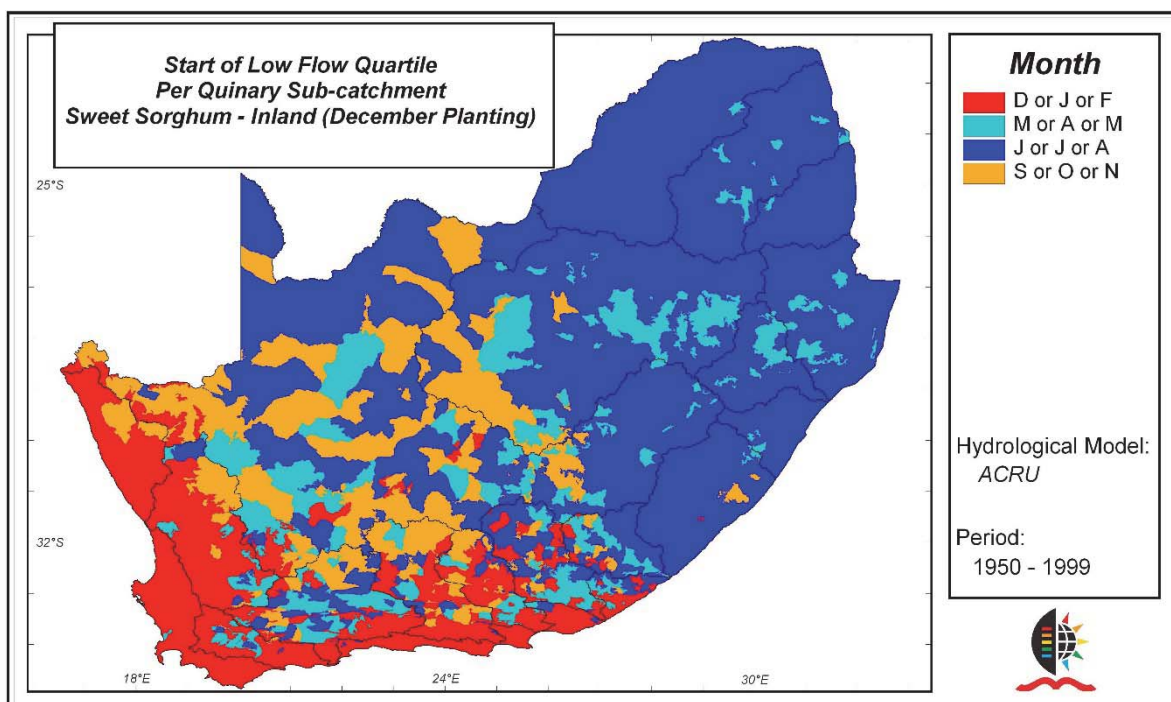 Start of Low Flow Quartile
Per Quinary Sub-catchment
Sweet Sorghum - Inland (December Planting)
Month
D or J or F
M or A or M
J or J or A
S or O or N
25°S
Hydrological Model:
ACRU
32°S
Period:
1950 - 1999
18°E
24°E
30°E